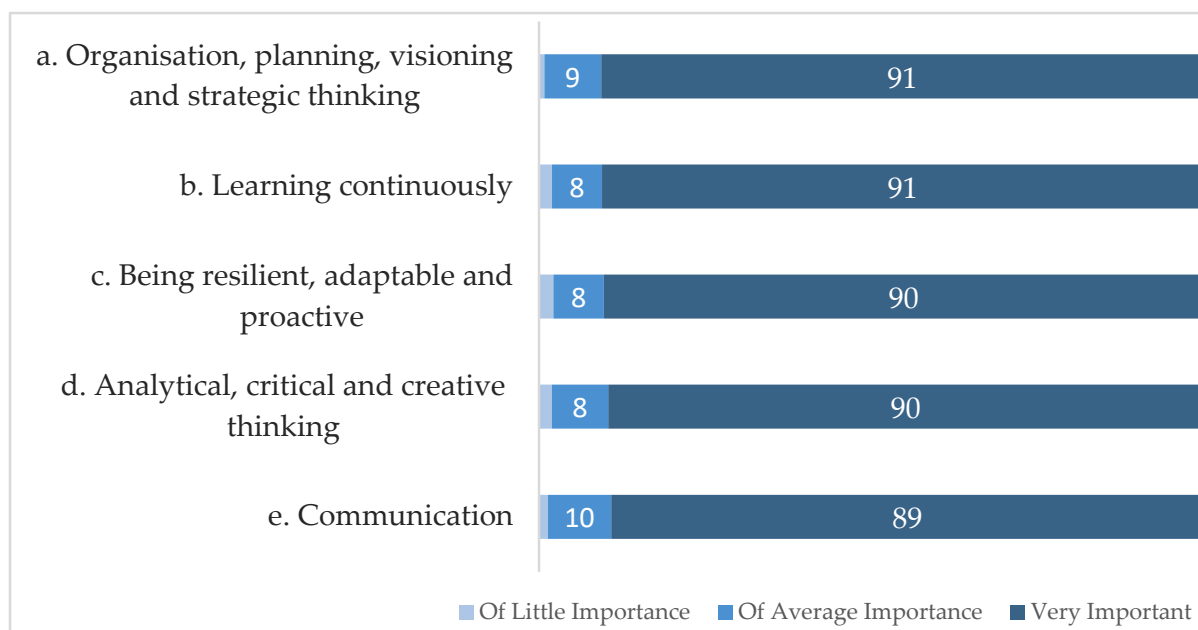 a. Organisation, planning, visioning
and strategic thinking
9 91
b. Learning continuously
8 91
c. Being resilient, adaptable and
proactive
8 90
d. Analytical, critical and creative
thinking
8 90
e. Communication
10 89
Of Little Importance Of Average Importance Very Important